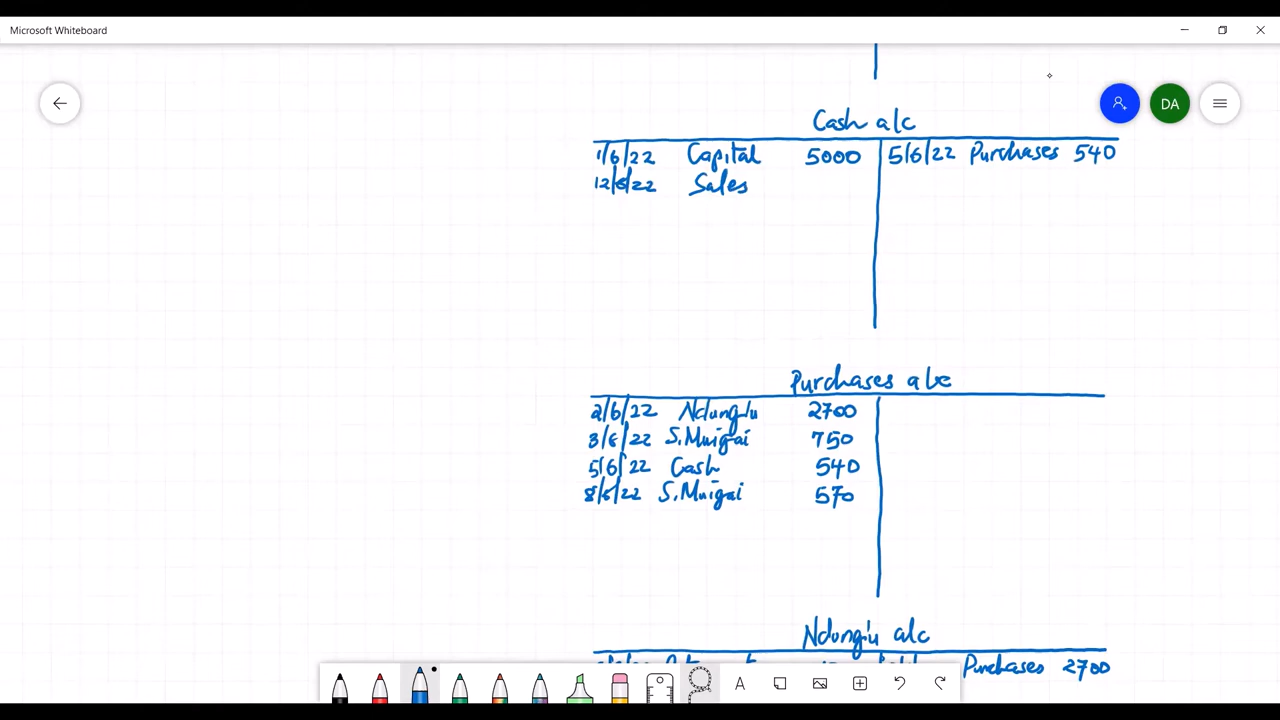 Microsoft Whiteboard
DA
Cash a/c
1/6/22 Capital 5000 5/6/22 Purchases 540
12/6/22 Sales
Purchases a/c
2/6/22 Ndung'u 2700
3/6/22 S.Muigai 750
5/6/22 Cash 540
8/6/22 S.Muigai 570
Ndung'u a/c
Purchases 2700
A